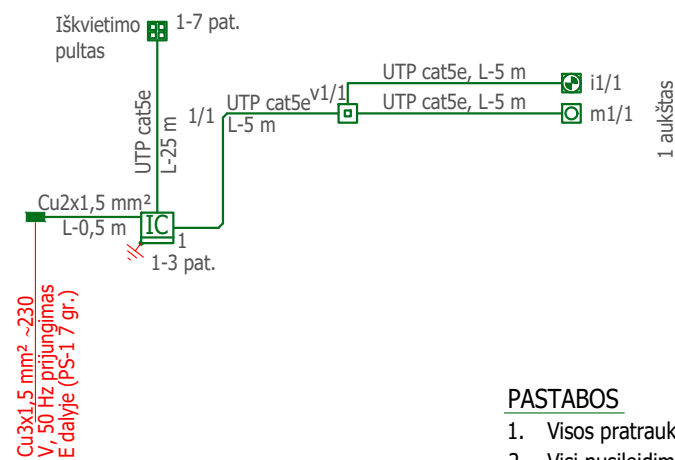 Iškvietimo
pultas
1-7 pat.
UTP cat5e
L-25 m
1/1
UTP cat5e
L-5 m
v1/1
UTP cat5e, L-5 m
i1/1
UTP cat5e, L-5 m
m1/1
1 aukštas
Cu2x1,5 mm²
L-0,5 m
IC
1
1-3 pat.
Cu3x1,5 mm² ~230
V, 50 Hz prijungimas
E dalyje (PS-1 7 gr.)
PASTABOS
1. Visos pratrauk